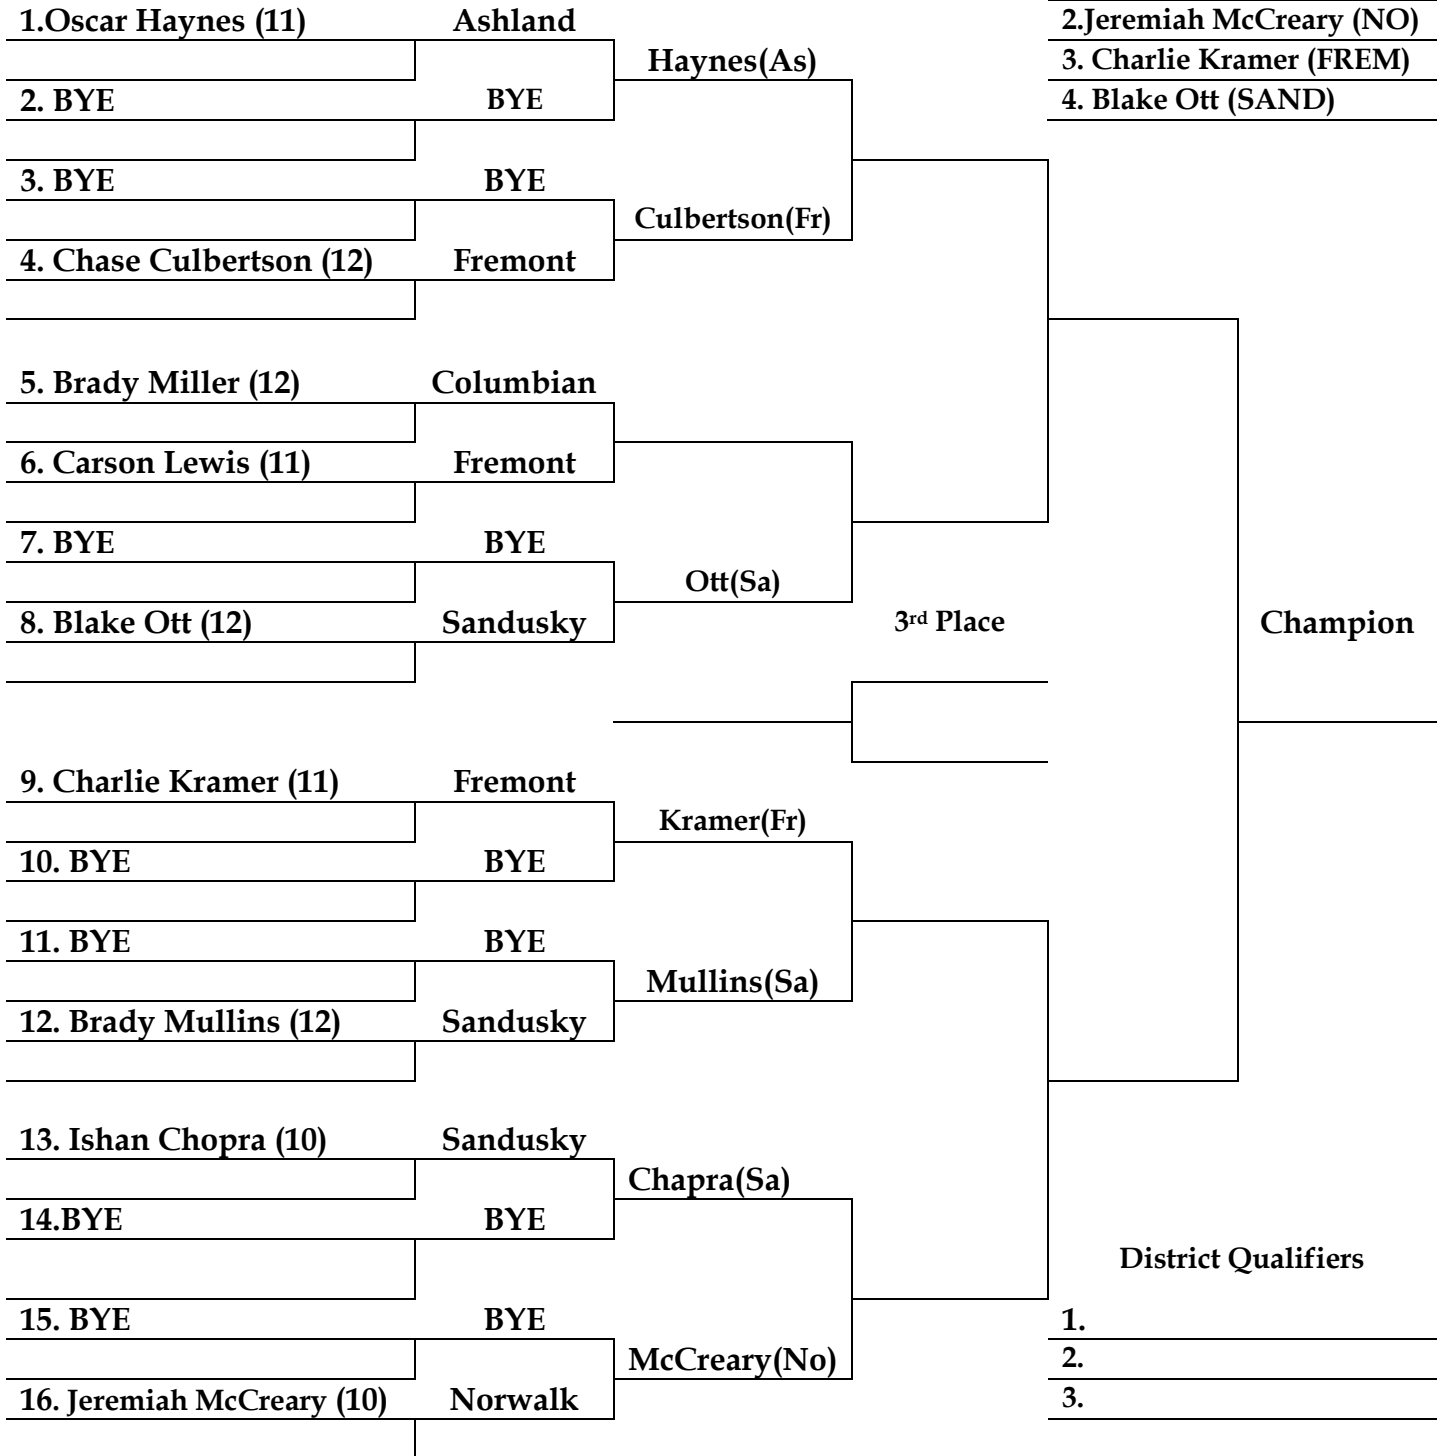 1.Oscar Haynes (11) Ashland
2.Jeremiah McCreary (NO)
Haynes(As)
3. Charlie Kramer (FREM)
2. BYE BYE
4. Blake Ott (SAND)
3. BYE BYE
Culbertson(Fr)
4. Chase Culbertson (12) Fremont
5. Brady Miller (12) Columbian
6. Carson Lewis (11) Fremont
7. BYE BYE
Ott(Sa)
8. Blake Ott (12) Sandusky
3rd Place
Champion
9. Charlie Kramer (11) Fremont
Kramer(Fr)
10. BYE BYE
11. BYE BYE
Mullins(Sa)
12. Brady Mullins (12) Sandusky
13. Ishan Chopra (10) Sandusky
Chapra(Sa)
14.BYE BYE
District Qualifiers
15. BYE BYE
1.
McCreary(No)
2.
16. Jeremiah McCreary (10) Norwalk
3.